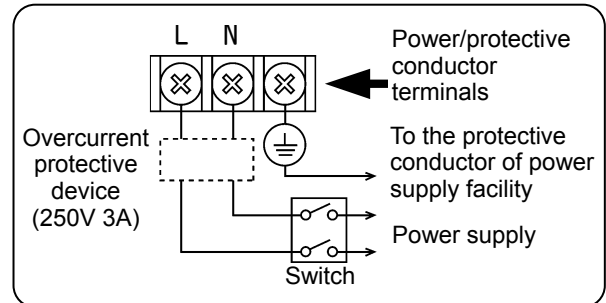 L N
Power/protective
conductor
terminals
Overcurrent
protective
device
(250V 3A)
To the protective
conductor of power
supply facility
Power supply
Switch